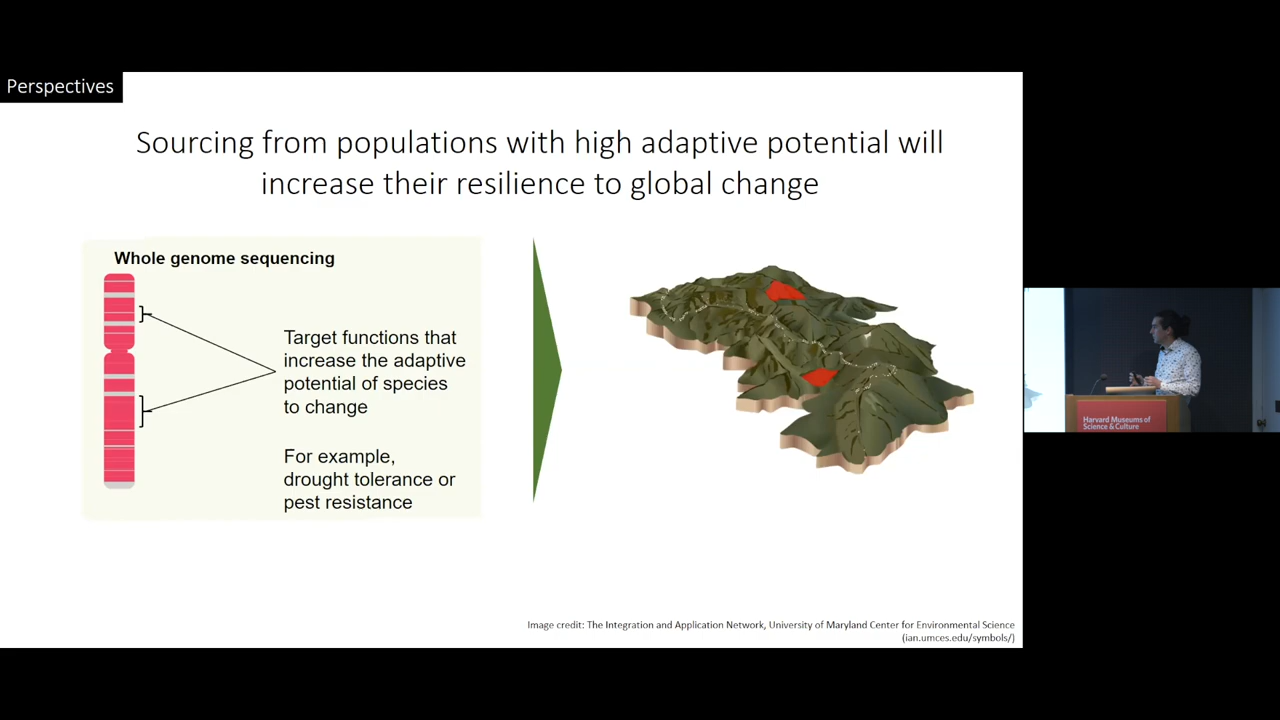 Perspectives
Sourcing from populations with high adaptive potential will
increase their resilience to global change
Whole genome sequencing
Target functions that
increase the adaptive
potential of species
to change
For example,
drought tolerance or
pest resistance
Image credit: The Integration and Application Network, University of Maryland Center for Environmental Science
(ian.umces.edu/symbols/)
Harvard Museums of
Science & Culture